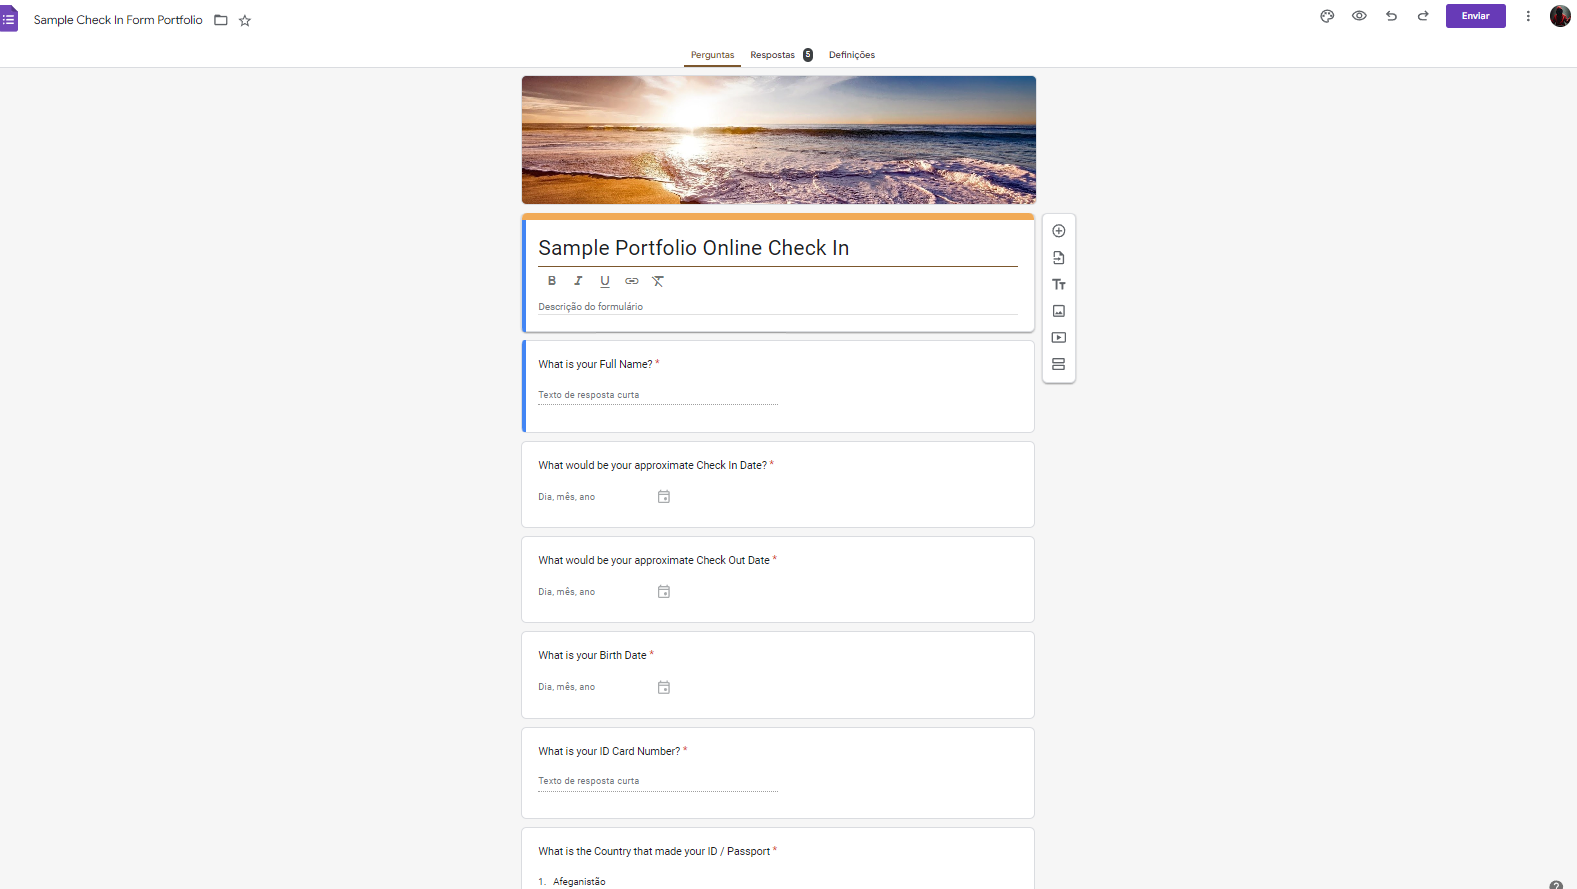 Sample Check In Form Portfolio
Enviar
Perguntas
Respostas 5
Definições
Sample Portfolio Online Check In
B I U
Descrição do formulário
What is your Full Name? *
Texto de resposta curta
What would be your approximate Check In Date? *
Dia, mês, ano
What would be your approximate Check Out Date *
Dia, mês, ano
What is your Birth Date *
Dia, mês, ano
What is your ID Card Number? *
Texto de resposta curta
What is the Country that made your ID / Passport *
1. Afeganistão